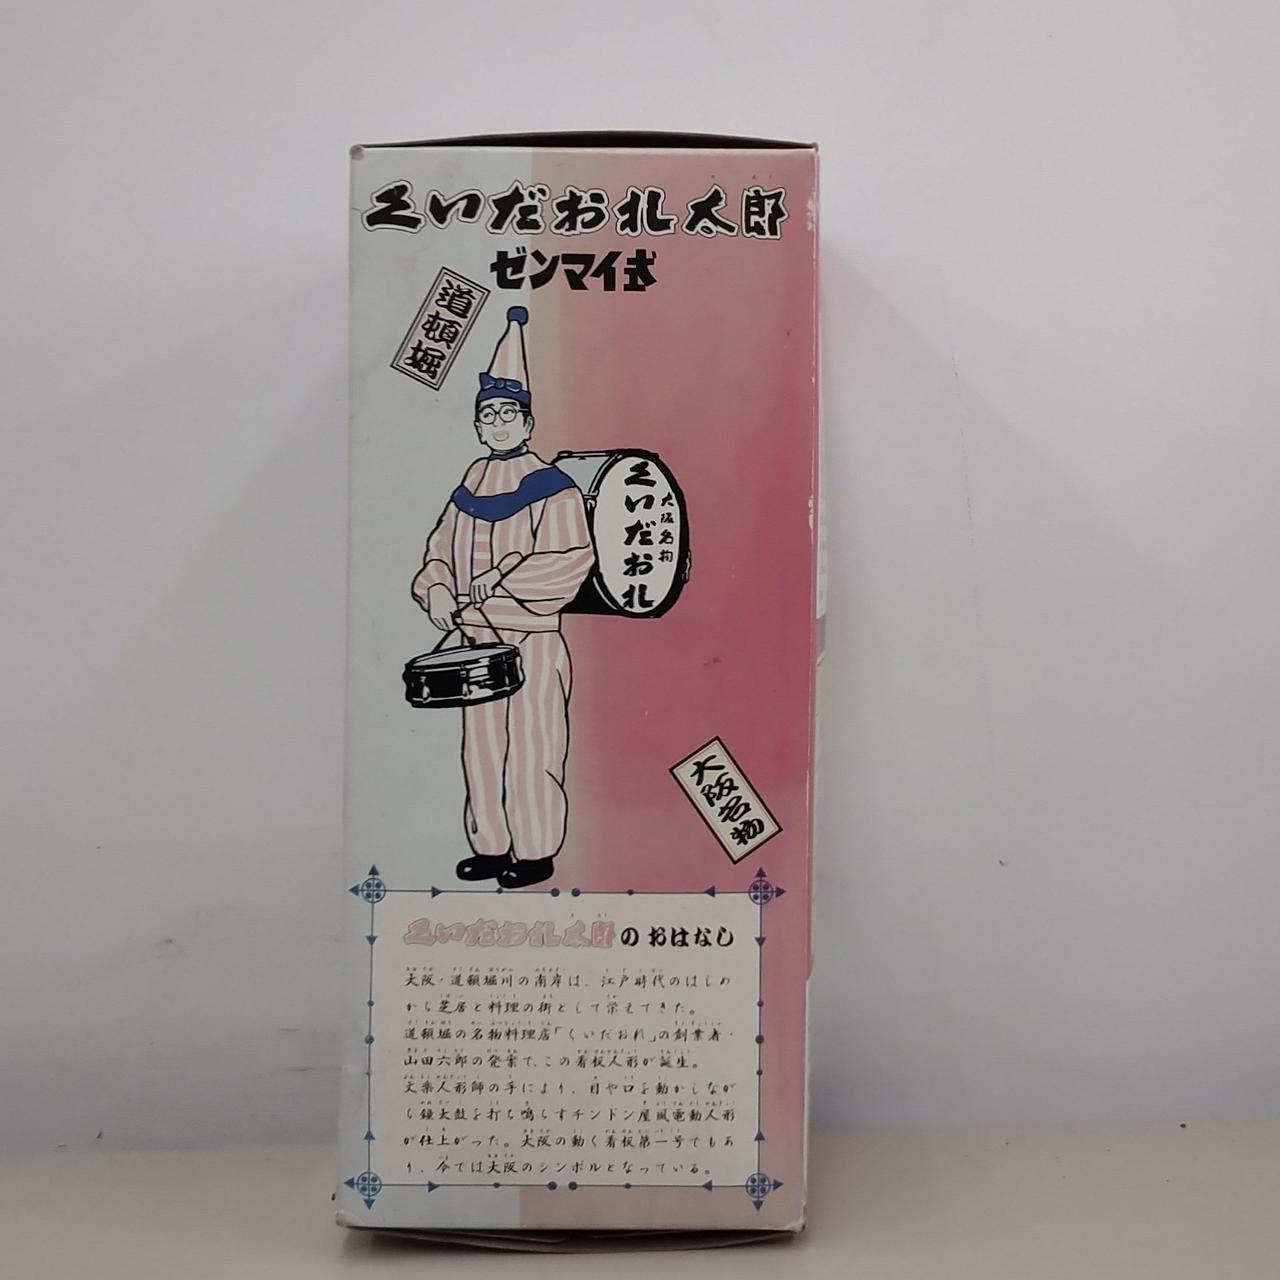 くいだおれ太郎
ゼンマイ式
道頓堀
大阪名物
くいだおれ
大阪名物
くいだおれ太郎のおはなし
大阪・道頓堀川の南岸は、江戸時代のはじめ
から芝居と料理の街として栄えてきた。
道頓堀の名物料理店「くいだおれ」の創業者・
山田六郎の発案で、この看板人形が誕生。
文楽人形師の手により、目や口を動かしなが
ら鐘太鼓を打ち鳴らすチンドン屋風電動人形
が仕上がった。大阪の動く看板第一号でもあ
り、今では大阪のシンボルとなっている。